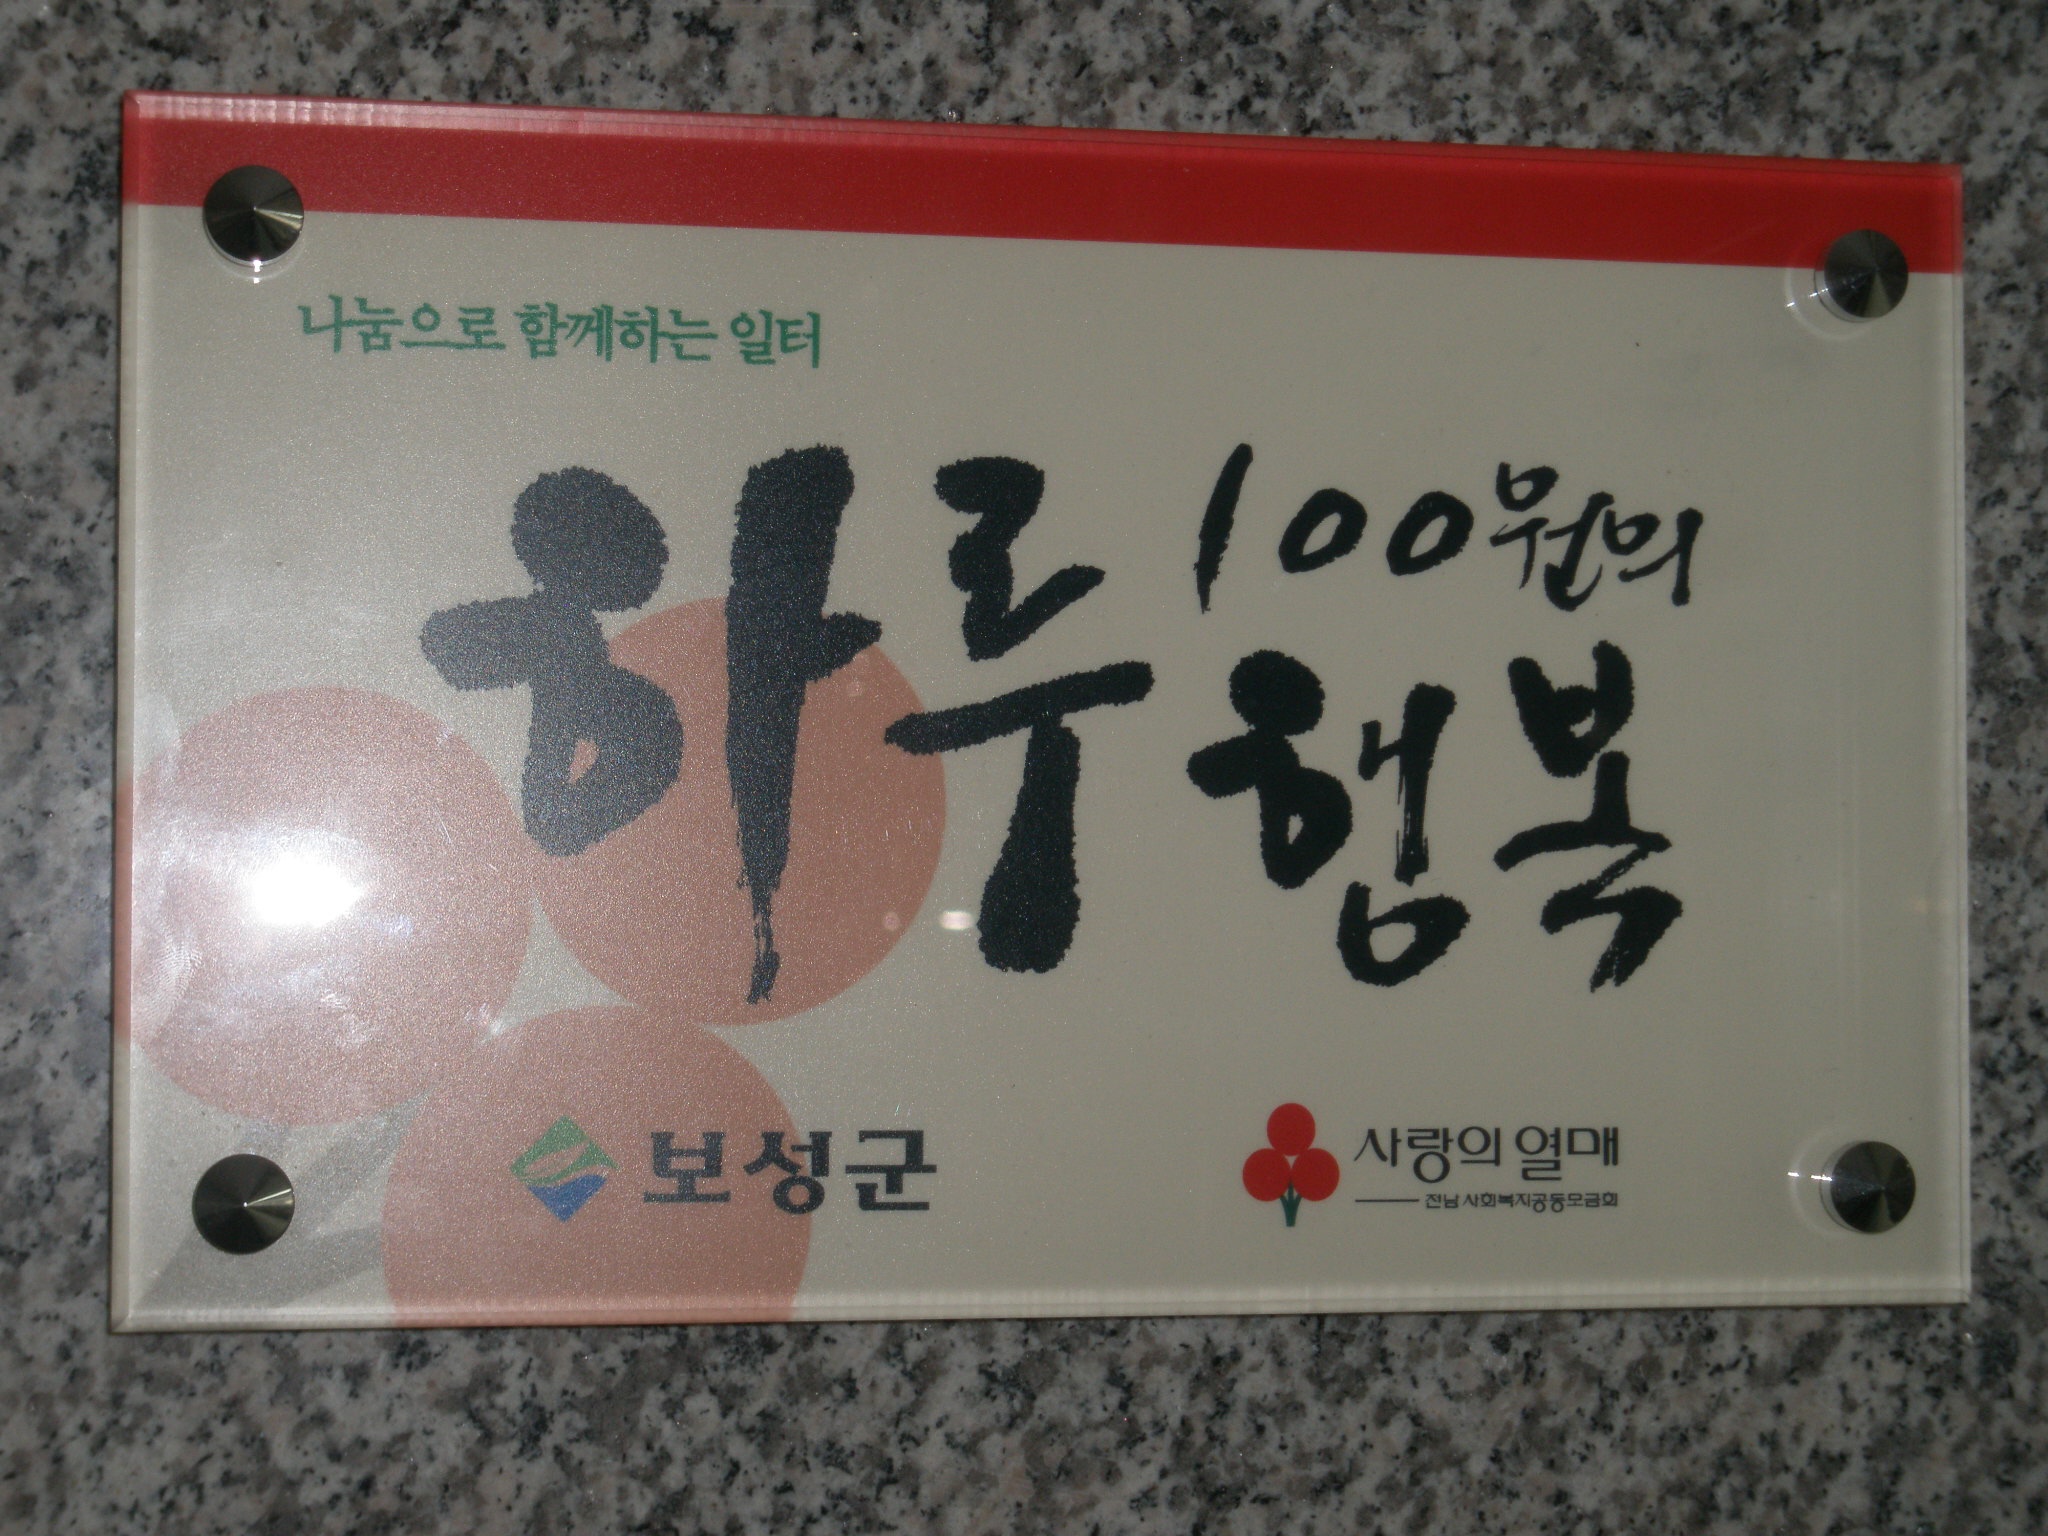 나눔으로 함께하는 일터
하루 100원의
행복
보성군
사랑의 열매
전남 사회복지공동모금회